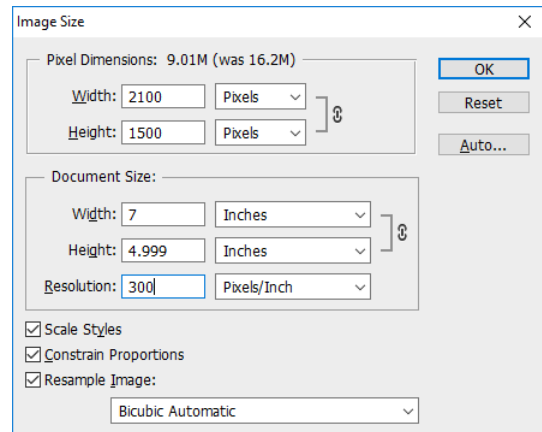 Image Size
Pixel Dimensions: 9.01M (was 16.2M)
Width: 2100 Pixels
Height: 1500 Pixels
OK
Reset
Auto...
Document Size:
Width: 7 Inches
Height: 4.999 Inches
Resolution: 300 Pixels/Inch
Scale Styles
Constrain Proportions
Resample Image:
Bicubic Automatic